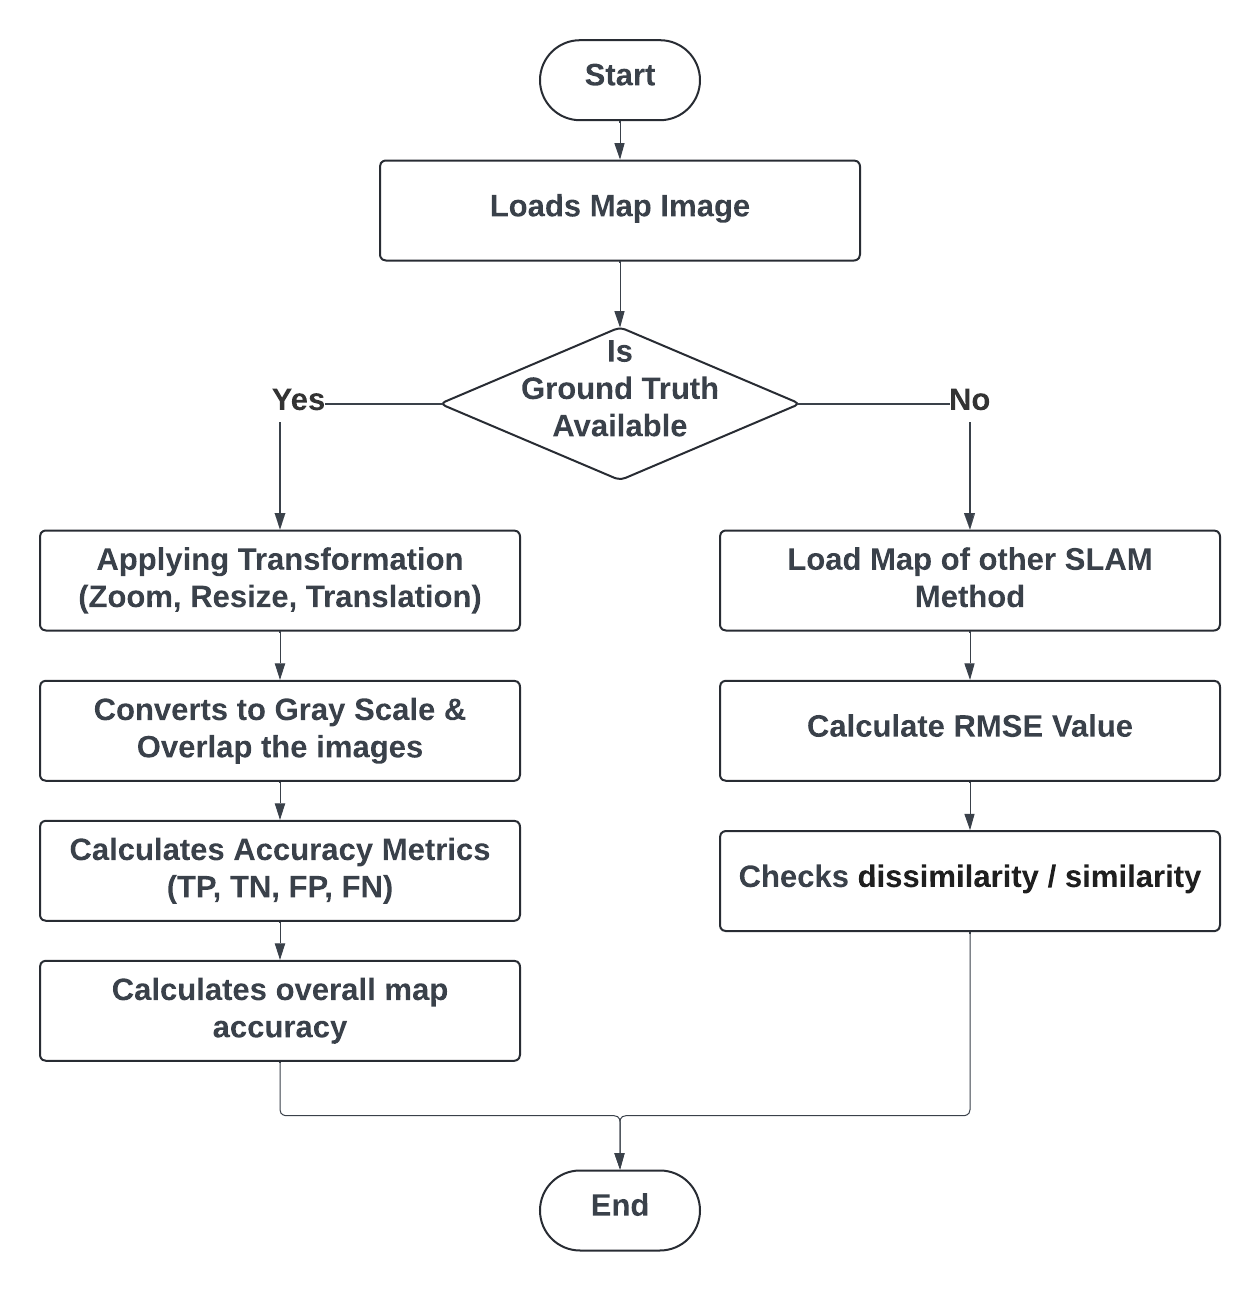 Start
Loads Map Image
Is
Ground Truth
Available
Yes
No
Applying Transformation
(Zoom, Resize, Translation)
Converts to Gray Scale &
Overlap the images
Calculates Accuracy Metrics
(TP, TN, FP, FN)
Calculates overall map
accuracy
Load Map of other SLAM
Method
Calculate RMSE Value
Checks dissimilarity / similarity
End